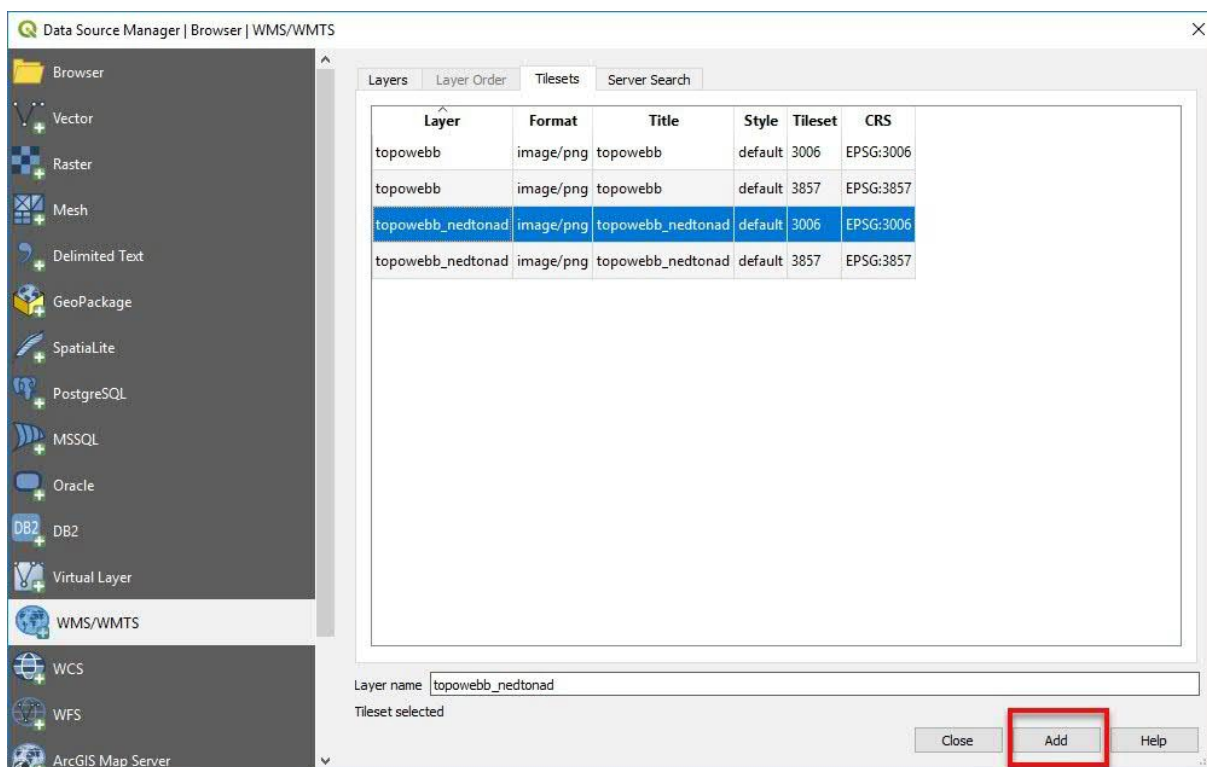 Data Source Manager | Browser | WMS/WMTS
Browser
Vector
Raster
Mesh
Delimited Text
GeoPackage
SpatiaLite
PostgreSQL
MSSQL
Oracle
DB2 DB2
Virtual Layer
WMS/WMTS
WCS
WFS
ArcGIS Map Server
Layers Layer Order Tilesets Server Search
Layer Format Title Style Tileset CRS
topowebb image/png topowebb default 3006 EPSG:3006
topowebb image/png topowebb default 3857 EPSG:3857
topowebb_nedtonad image/png topowebb_nedtonad default 3006 EPSG:3006
topowebb_nedtonad image/png topowebb_nedtonad default 3857 EPSG:3857
Layer name topowebb_nedtonad
Tileset selected
Close Add Help